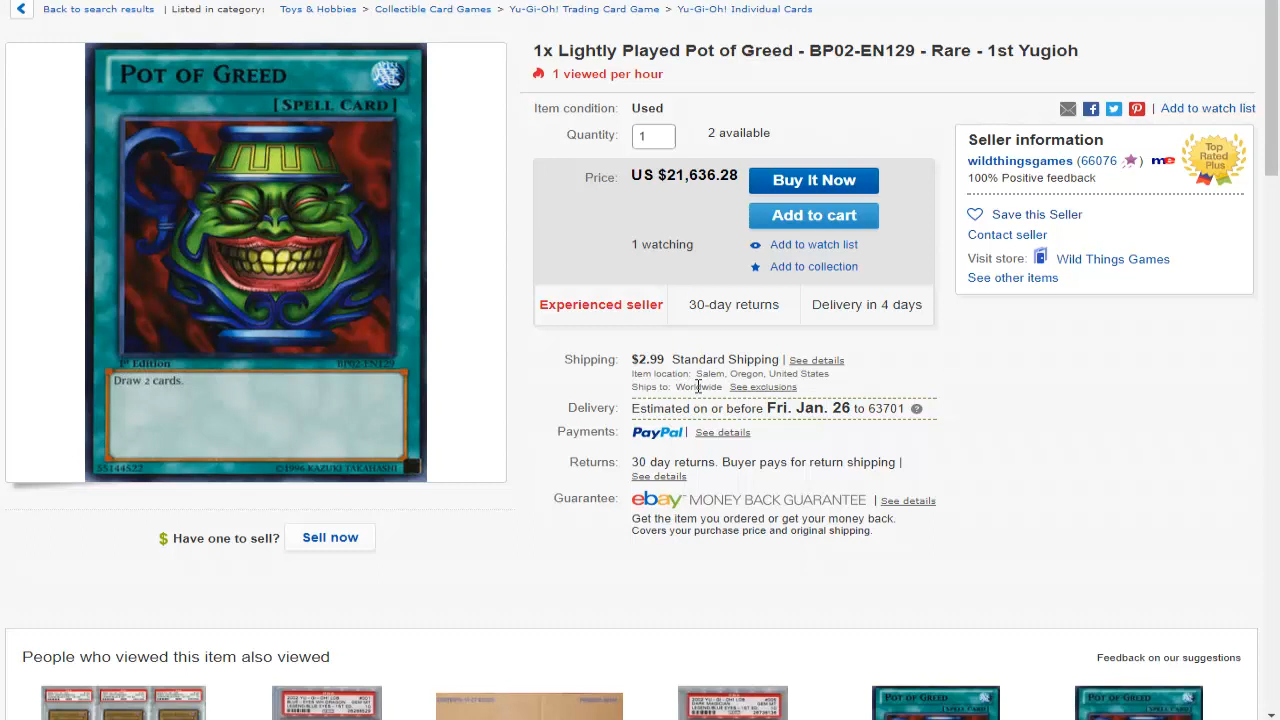 Back to search results | Listed in category: Toys & Hobbies > Collectible Card Games > Yu-Gi-Oh! Trading Card Game > Yu-Gi-Oh! Individual Cards
POT OF GREED
魔
[SPELL CARD]
1st Edition BP02-EN129
Draw 2 cards.
55144522 ©1996 KAZUKI TAKAHASHI
$ Have one to sell? Sell now
1x Lightly Played Pot of Greed - BP02-EN129 - Rare - 1st Yugioh
1 viewed per hour
Item condition: Used
| Add to watch list
Quantity: 1 2 available
Price: US $21,636.28 Buy It Now
Add to cart
1 watching Add to watch list
Add to collection
Experienced seller 30-day returns Delivery in 4 days
Shipping: $2.99 Standard Shipping | See details
Item location: Salem, Oregon, United States
Ships to: Worldwide See exclusions
Delivery: Estimated on or before Fri. Jan. 26 to 63701 ?
Payments: PayPal | See details
Returns: 30 day returns. Buyer pays for return shipping |
See details
Guarantee: ebay MONEY BACK GUARANTEE | See details
Get the item you ordered or get your money back.
Covers your purchase price and original shipping.
Seller information
wildthingsgames (66076 ) me
100% Positive feedback
Top
Rated
Plus
Save this Seller
Contact seller
Visit store: Wild Things Games
See other items
People who viewed this item also viewed
Feedback on our suggestions
POT OF GREED
POT OF GREED